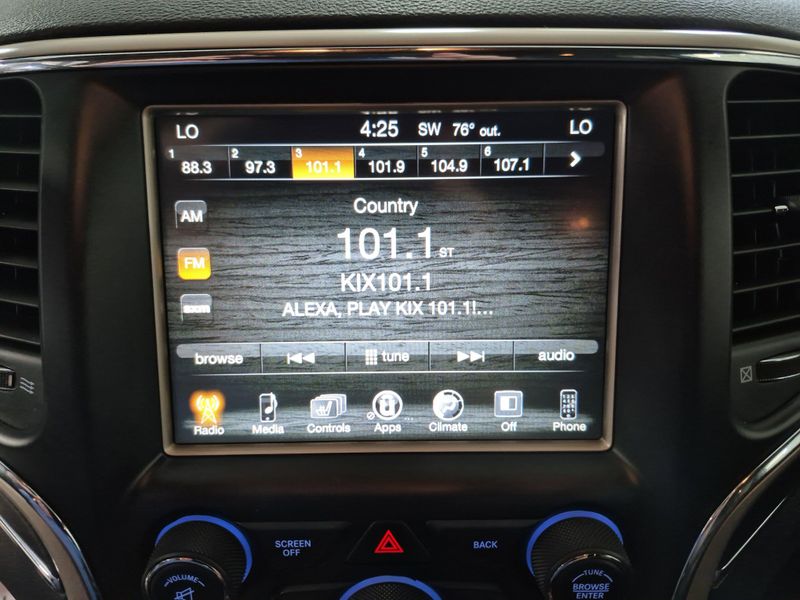 LO 4:25 SW 76° out. LO
1 88.3 2 97.3 3 101.1 4 101.9 5 104.9 6 107.1
Country
AM
101.1 ST
FM
KIX101.1
ALEXA, PLAY KIX 101.1!...
browse tune audio
Radio Media Controls Apps Climate Off Phone
SCREEN
OFF
BACK
VOLUME
TUNE
BROWSE
ENTER